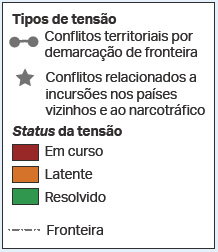 Tipos de tensão
Conflitos territoriais por
demarcação de fronteira
Conflitos relacionados a
incursões nos países
vizinhos e ao narcotráfico
Status da tensão
Em curso
Latente
Resolvido
Fronteira